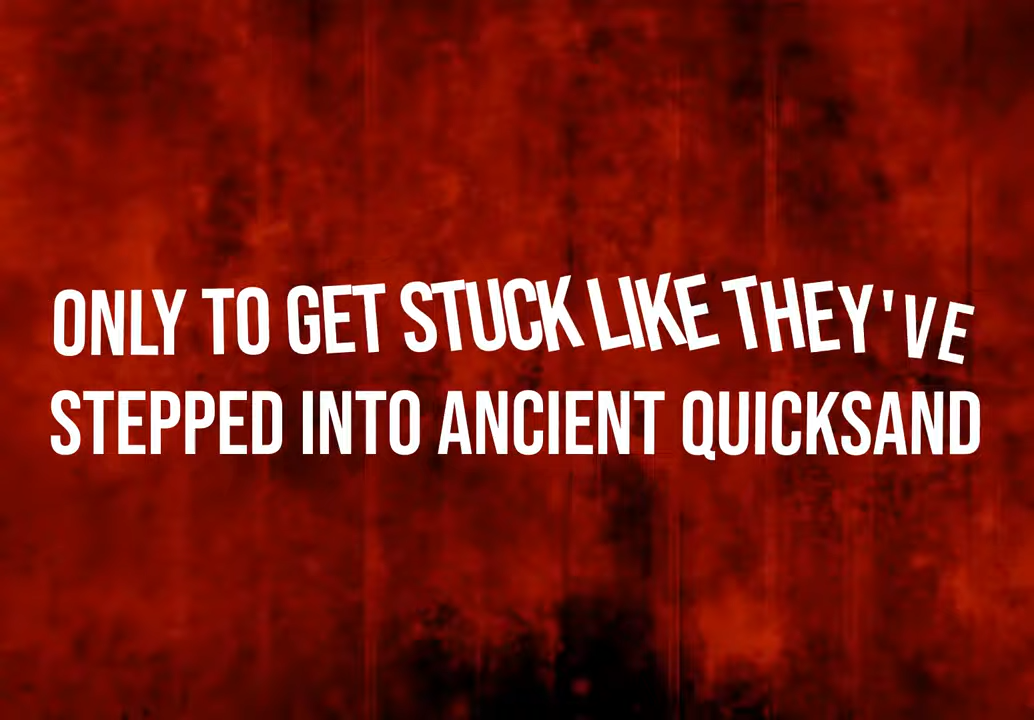 ONLY TO GET STUCK LIKE THEY'VE
STEPPED INTO ANCIENT QUICKSAND